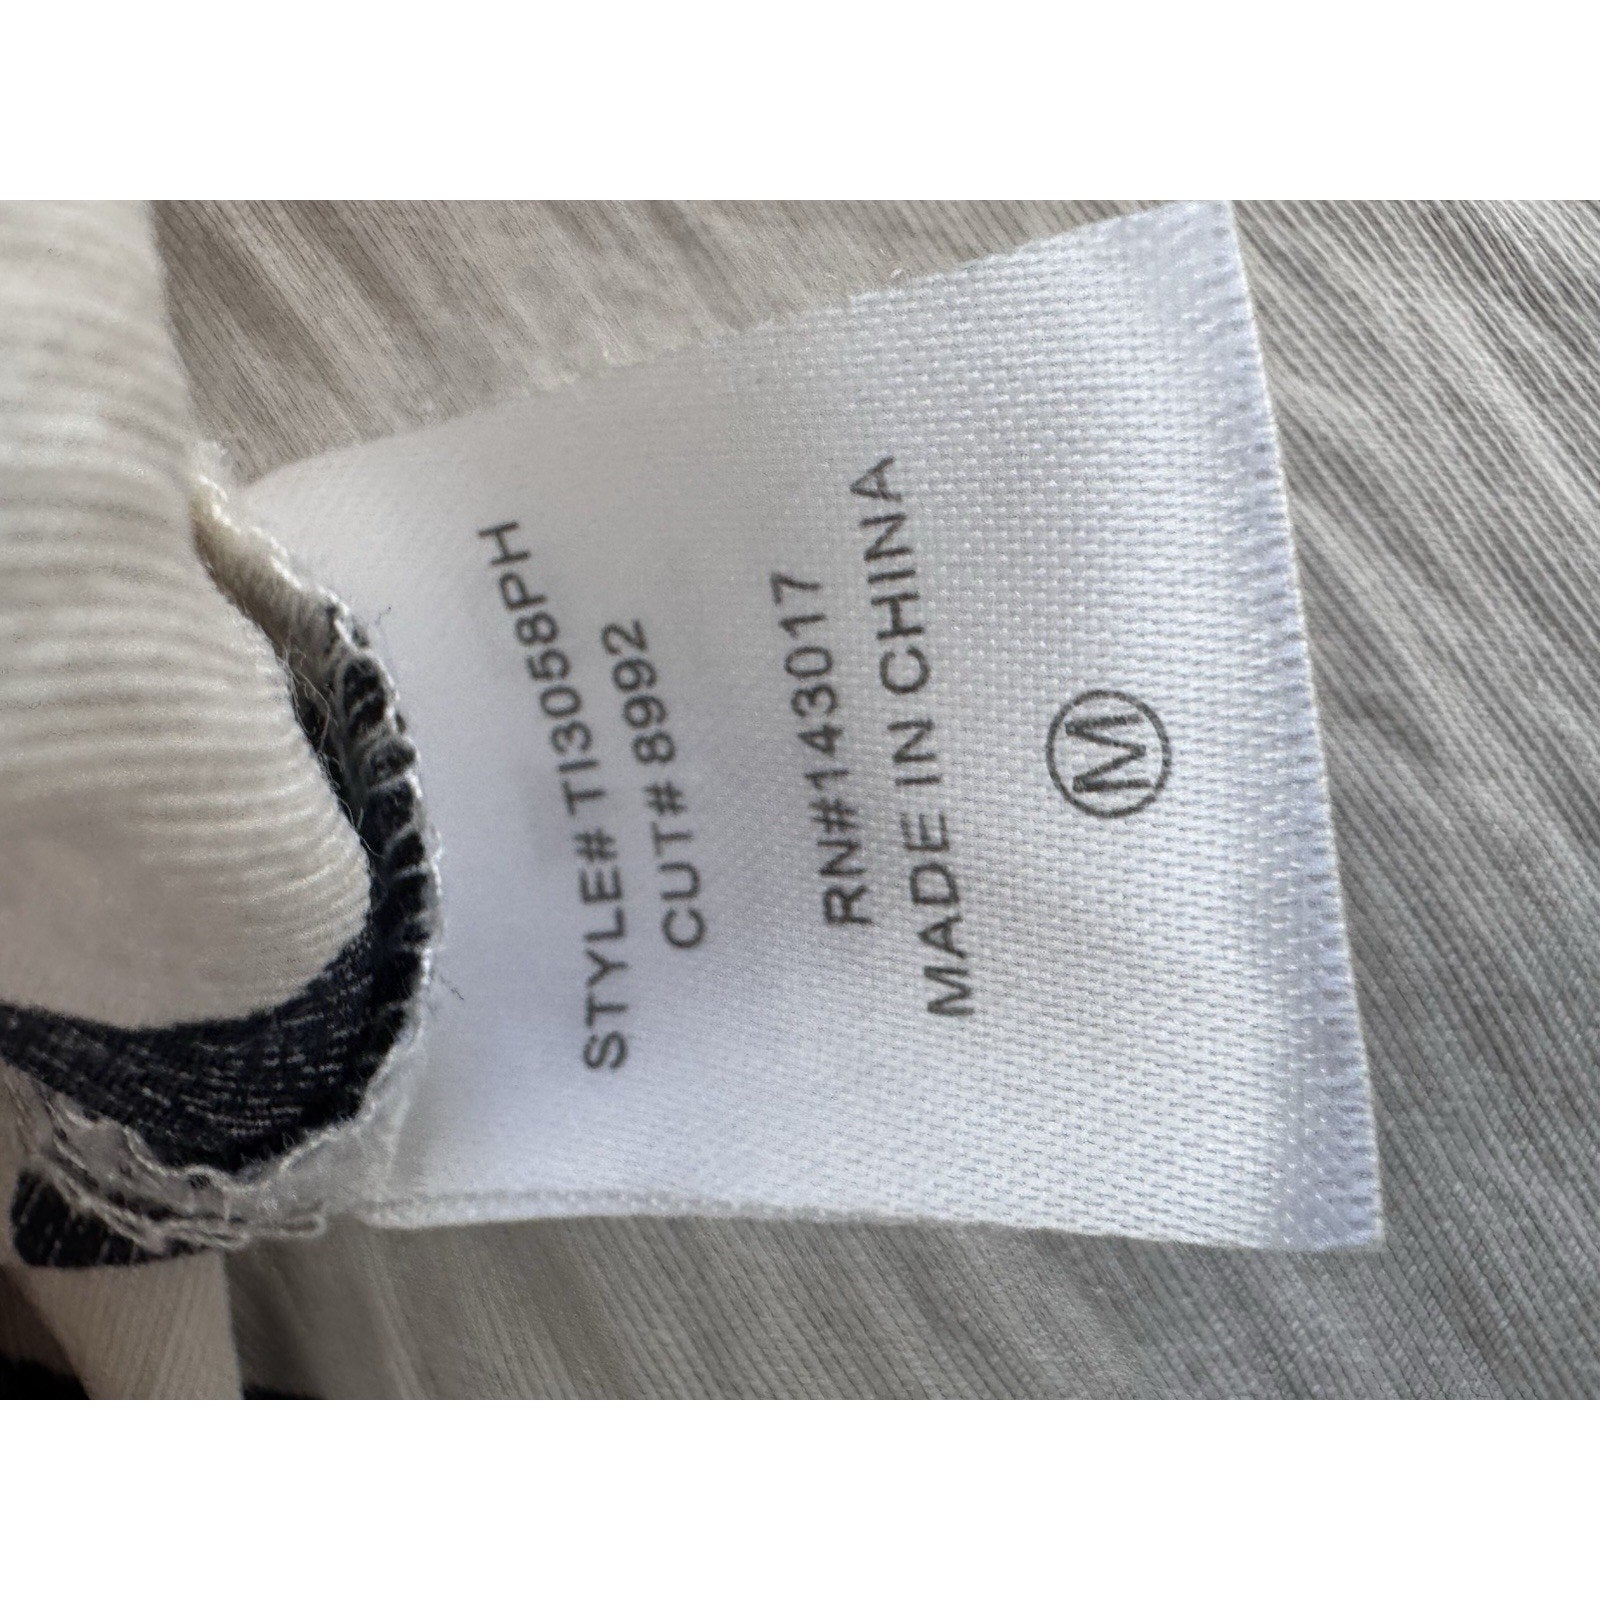 STYLE# TI3058PH
CUT# 8992
RN#143017
MADE IN CHINA
M